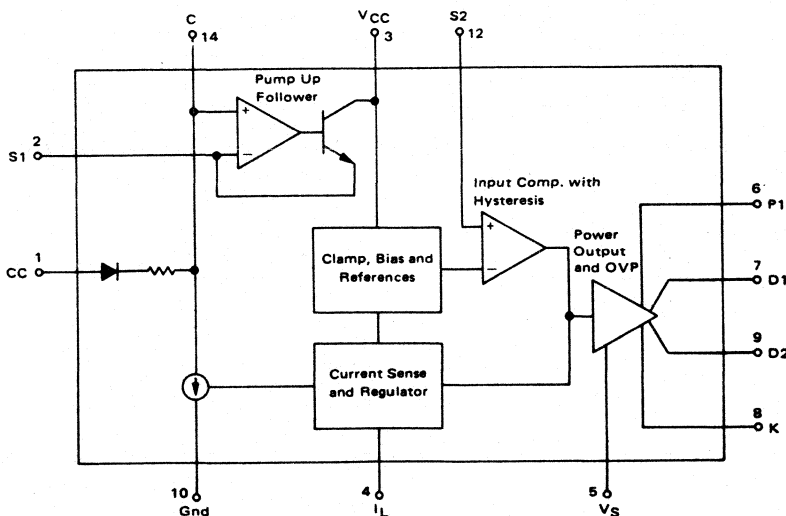 C
14
VCC
3
S2
12
Pump Up
Follower
+
−
2
S1
Input Comp. with
Hysteresis
+
−
6
P1
Power
Output
and OVP
1
CC
Clamp, Bias and
References
7
D1
9
D2
Current Sense
and Regulator
8
K
10
Gnd
4
IL
5
VS